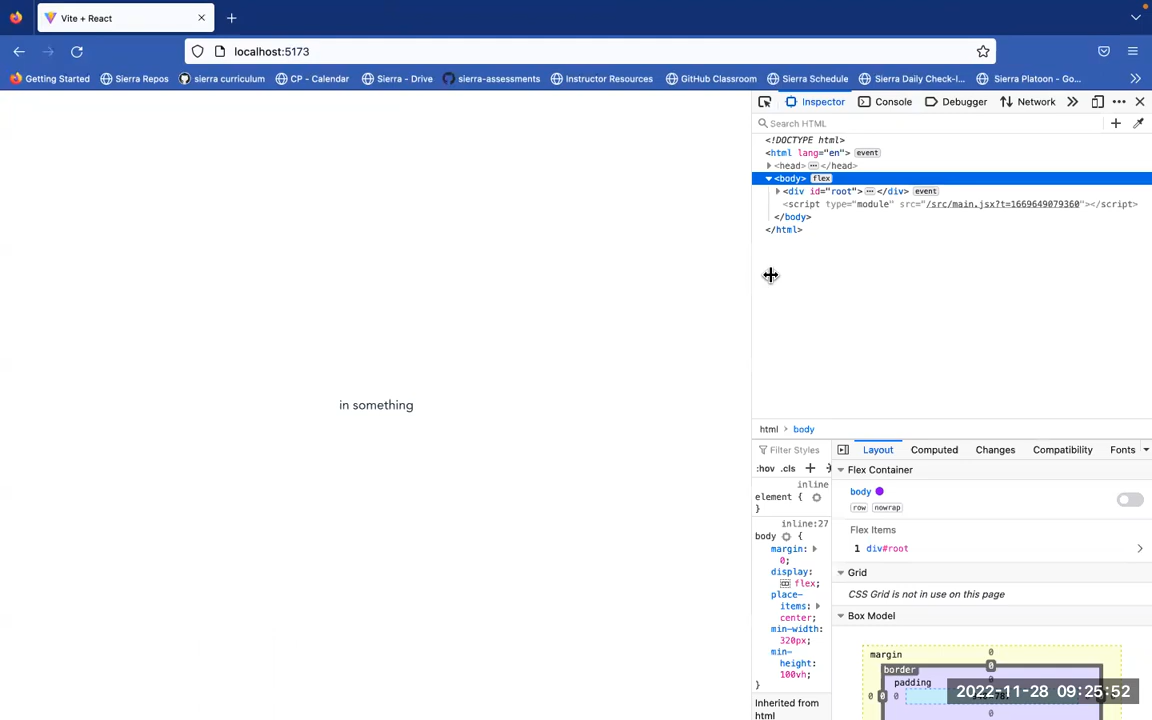 Vite + React
localhost:5173
Getting Started
Sierra Repos
sierra curriculum
CP - Calendar
Sierra - Drive
sierra-assessments
Instructor Resources
GitHub Classroom
Sierra Schedule
Sierra Daily Check-I...
Sierra Platoon - Go...
Inspector
Console
Debugger
Network
Search HTML
<!DOCTYPE html>
<html lang="en"> event
<head> ... </head>
<body> flex
<div id="root"> ... </div> event
<script type="module" src="/src/main.jsx?t=1669649079360"></script>
</body>
</html>
in something
html > body
Filter Styles
:hov .cls +
inline
element {
}
inline:27
body {
margin:
0;
display:
flex;
place-
items:
center;
min-width:
320px;
min-
height:
100vh;
}
Inherited from
html
Layout
Computed
Changes
Compatibility
Fonts
Flex Container
body
row nowrap
Flex Items
1 div#root
Grid
CSS Grid is not in use on this page
Box Model
margin
0
border
0
padding
0 0 0
0
2022-11-28 09:25:52